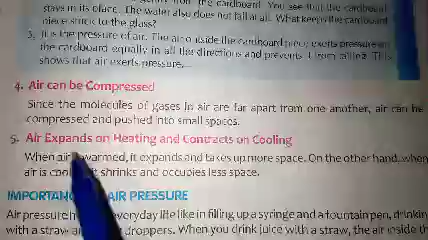 from the cardboard. You see that the cardboard
stays in its place. The water also does not fall at all. What keeps the cardboard
piece stuck to the glass?
3. It is the pressure of air. The air outside the cardboard piece exerts pressure on
the cardboard equally in all the directions and prevents it from falling. This
shows that air exerts pressure.
4. Air can be Compressed
Since the molecules of gases in air are far apart from one another, air can be
compressed and pushed into small spaces.
5. Air Expands on Heating and Contracts on Cooling
When air warmed, it expands and takes up more space. On the other hand, when
air is shrinks and occupies less space.
AIR PRESSURE
Air pressure everyday life like in filling up a syringe and a fountain pen, drinking
with a straw droppers. When you drink juice with a straw, the air inside